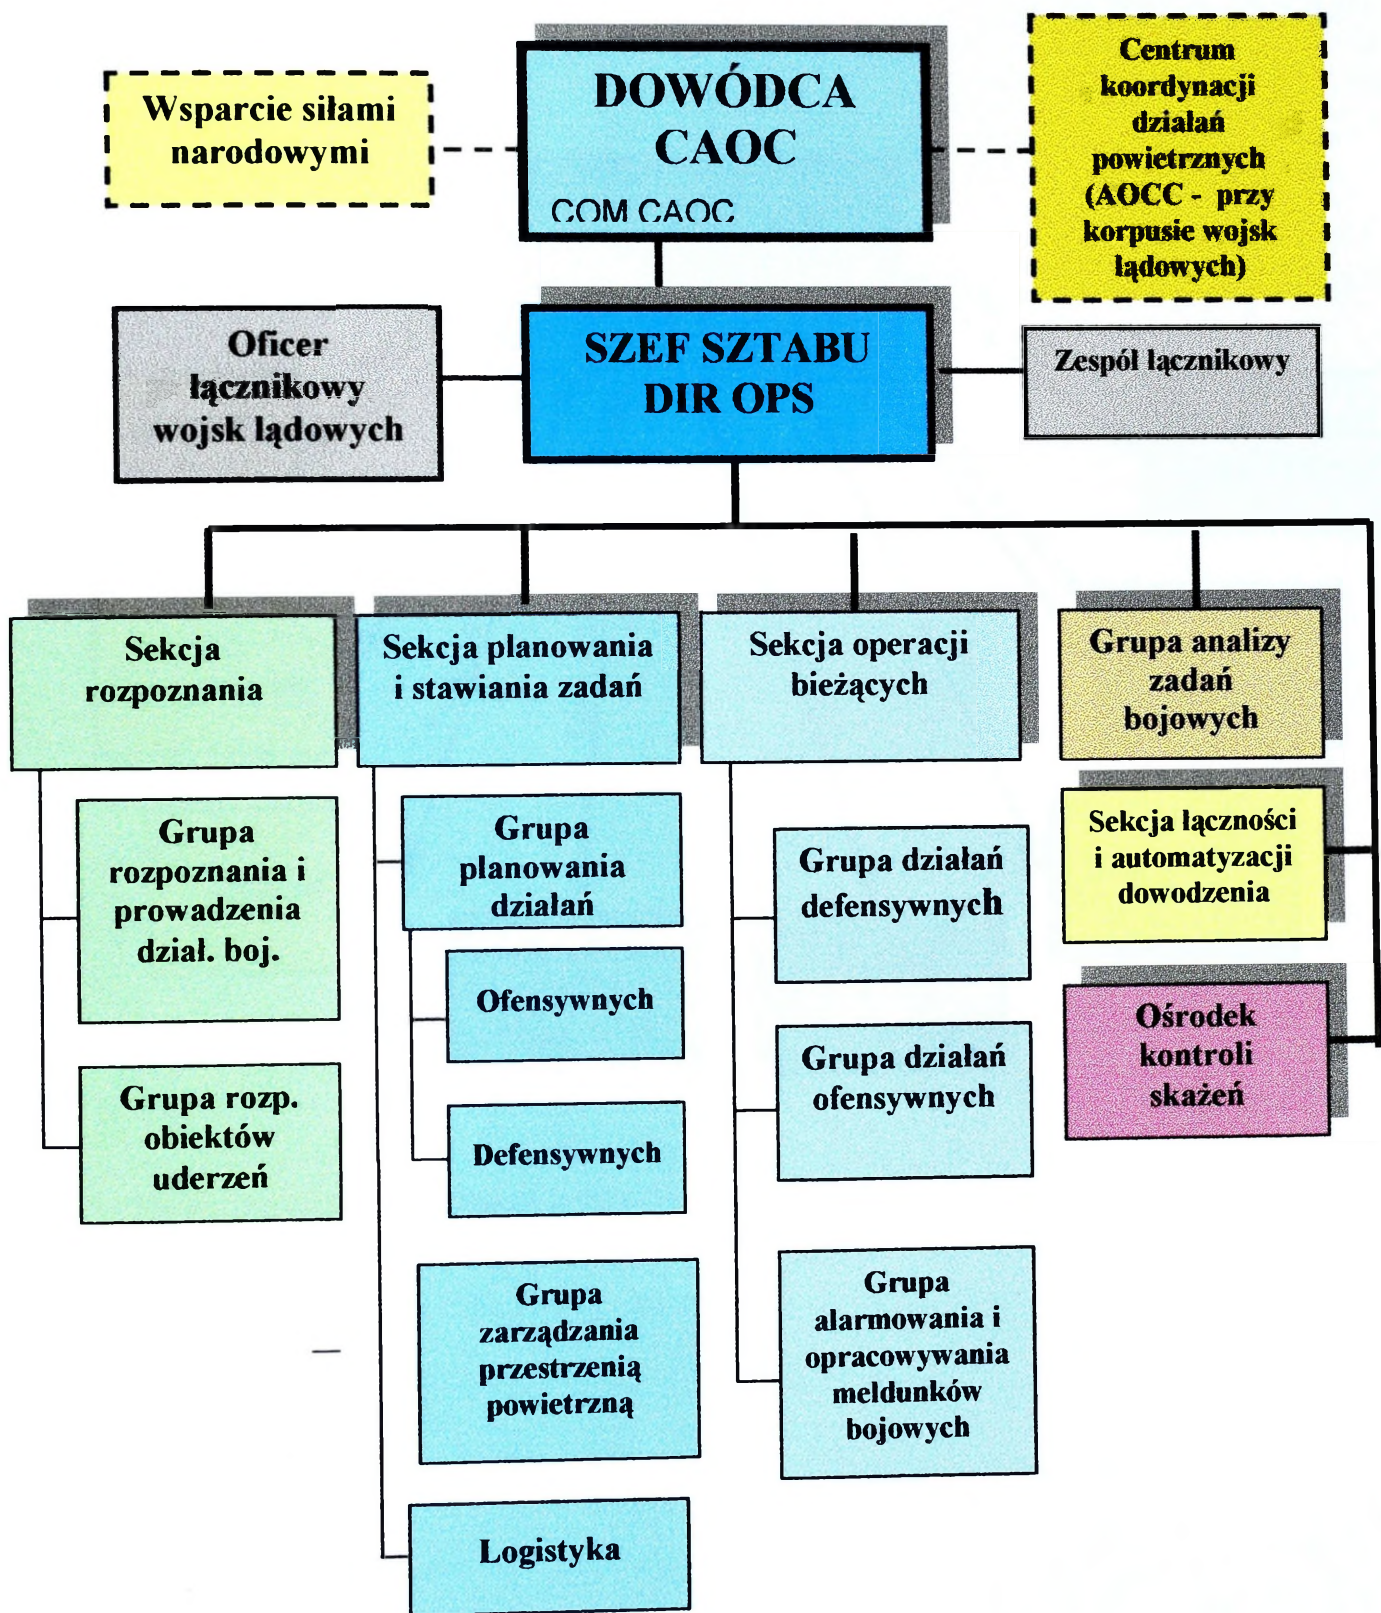 Wsparcie siłami
narodowymi
DOWÓDCA
CAOC
COM CAOC
Centrum
koordynacji
działań
powietrznych
(AOCC - przy
korpusie wojsk
lądowych)
Oficer
łącznikowy
wojsk lądowych
SZEF SZTABU
DIR OPS
Zespół łącznikowy
Sekcja
rozpoznania
Sekcja planowania
i stawiania zadań
Sekcja operacji
bieżących
Grupa analizy
zadań
bojowych
Grupa
rozpoznania i
prowadzenia
dział. boj.
Grupa rozp.
obiektów
uderzeń
Grupa
planowania
działań
Ofensywnych
Defensywnych
Grupa
zarządzania
przestrzenią
powietrzną
Logistyka
Grupa działań
defensywnych
Grupa działań
ofensywnych
Grupa
alarmowania i
opracowywania
meldunków
bojowych
Sekcja łączności
i automatyzacji
dowodzenia
Ośrodek
kontroli
skażeń